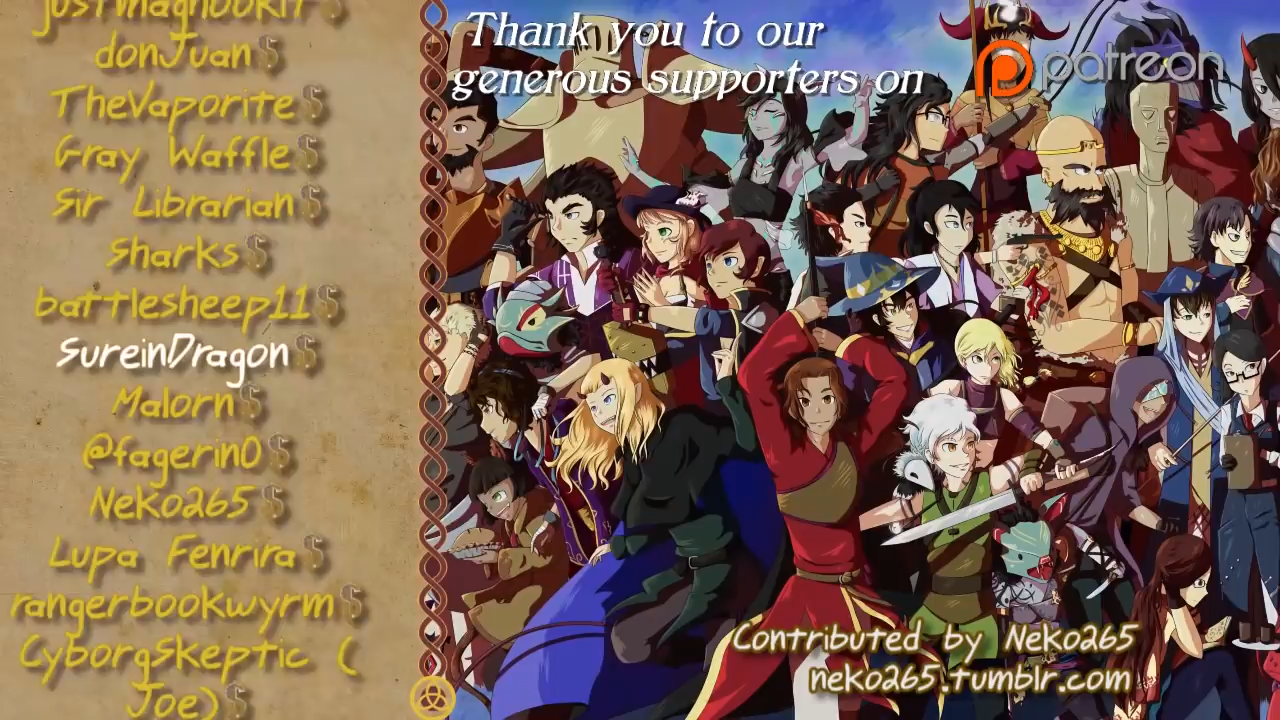 justmagnookit $
donJuan $
TheVaporite $
Gray Waffle $
Sir Librarian $
Sharks $
battlesheep11 $
SureinDragon $
Malorn $
@fagerin0 $
Neko265 $
Lupa Fenrira $
rangerbookwyrm $
CyborgSkeptic (
Joe) $
Thank you to our
generous supporters on
patreon
Contributed by Neko265
neko265.tumblr.com